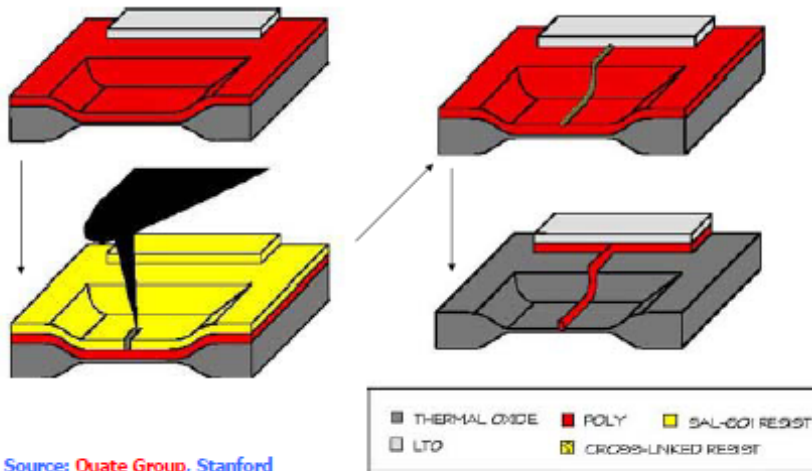 THERMAL OXIDE
POLY
SAL-601 RESIST
LTO
CROSS-LINKED RESIST
Source: Quate Group, Stanford